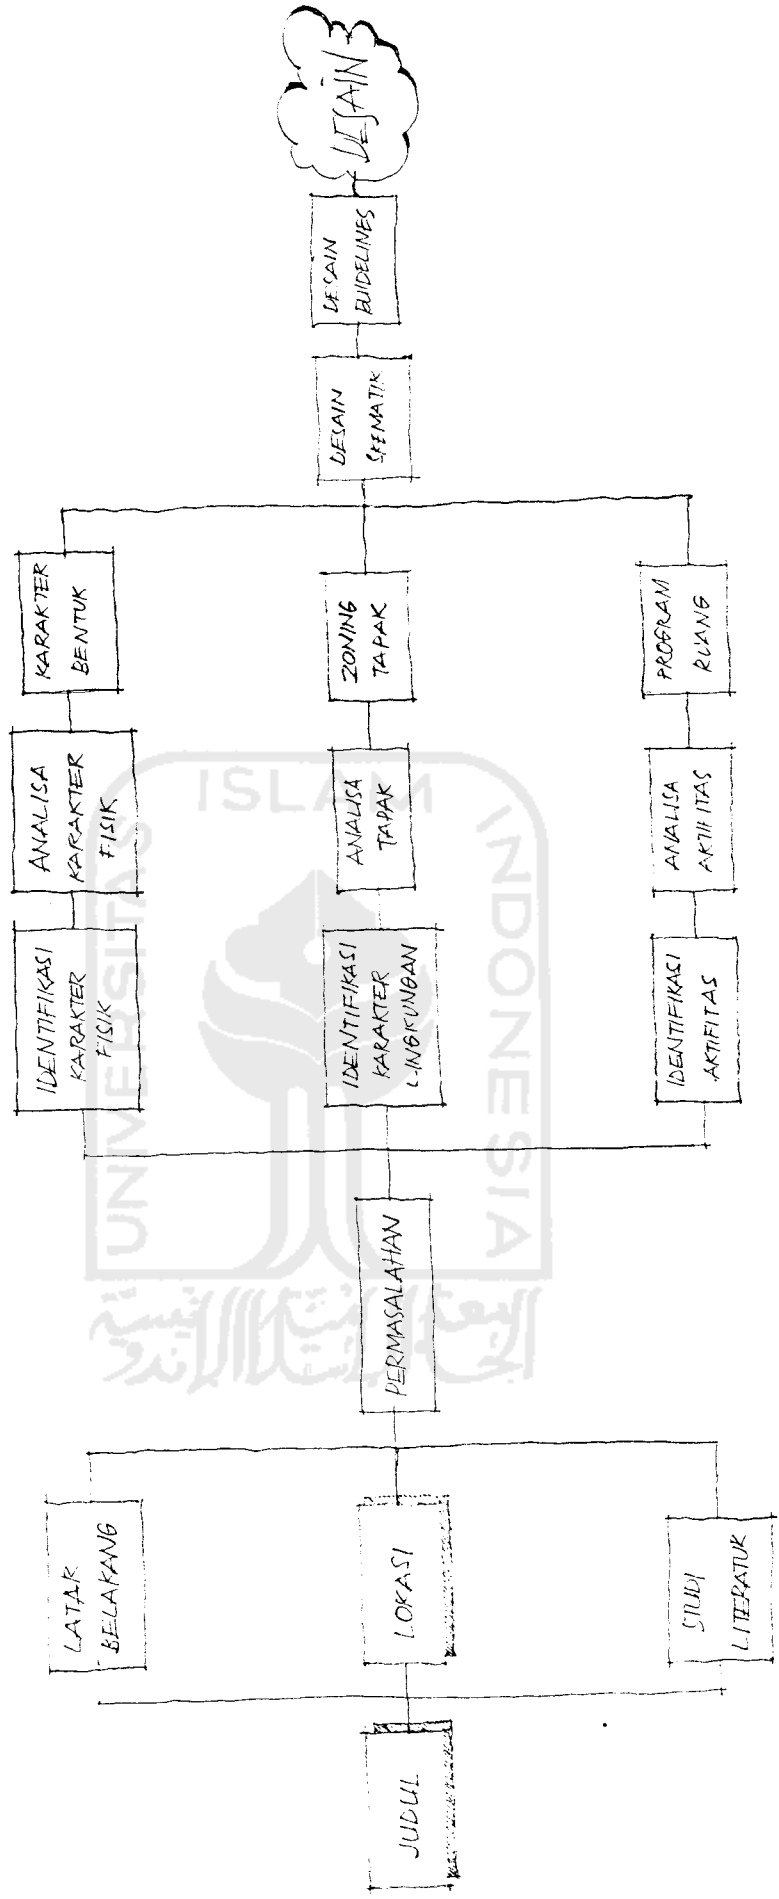 JUDUL
LATAR
BELAKANG
LOKASI
STUDI
LITERATUR
PERMASALAHAN
IDENTIFIKASI
KARAKTER
FISIK
ANALISA
KARAKTER
FISIK
KARAKTER
BENTUK
IDENTIFIKASI
KARAKTER
LINGKUNGAN
ANALISA
TAPAK
ZONING
TAPAK
IDENTIFIKASI
AKTIFITAS
ANALISA
AKTIFITAS
PROGRAM
RUANG
DESAIN
SKEMATIK
DESAIN
GUIDELINES
DESAIN
UNIVERSITAS
ISLAM
INDONESIA